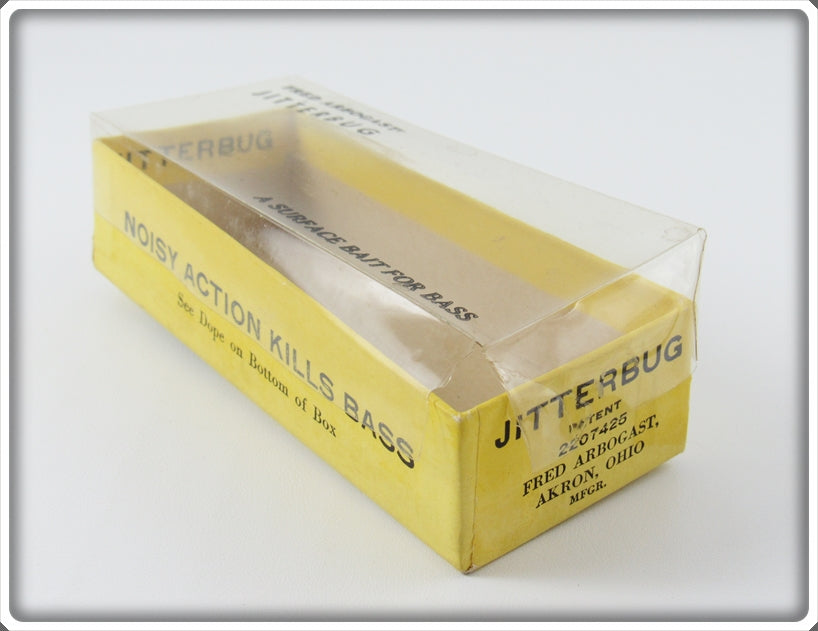 FRED ARBOGAST
JITTERBUG
JITTERBUG
A SURFACE BAIT FOR BASS
NOISY ACTION KILLS BASS
See Dope on Bottom of Box
JITTERBUG
PATENT
2207425
FRED ARBOGAST,
AKRON, OHIO
MFGR.